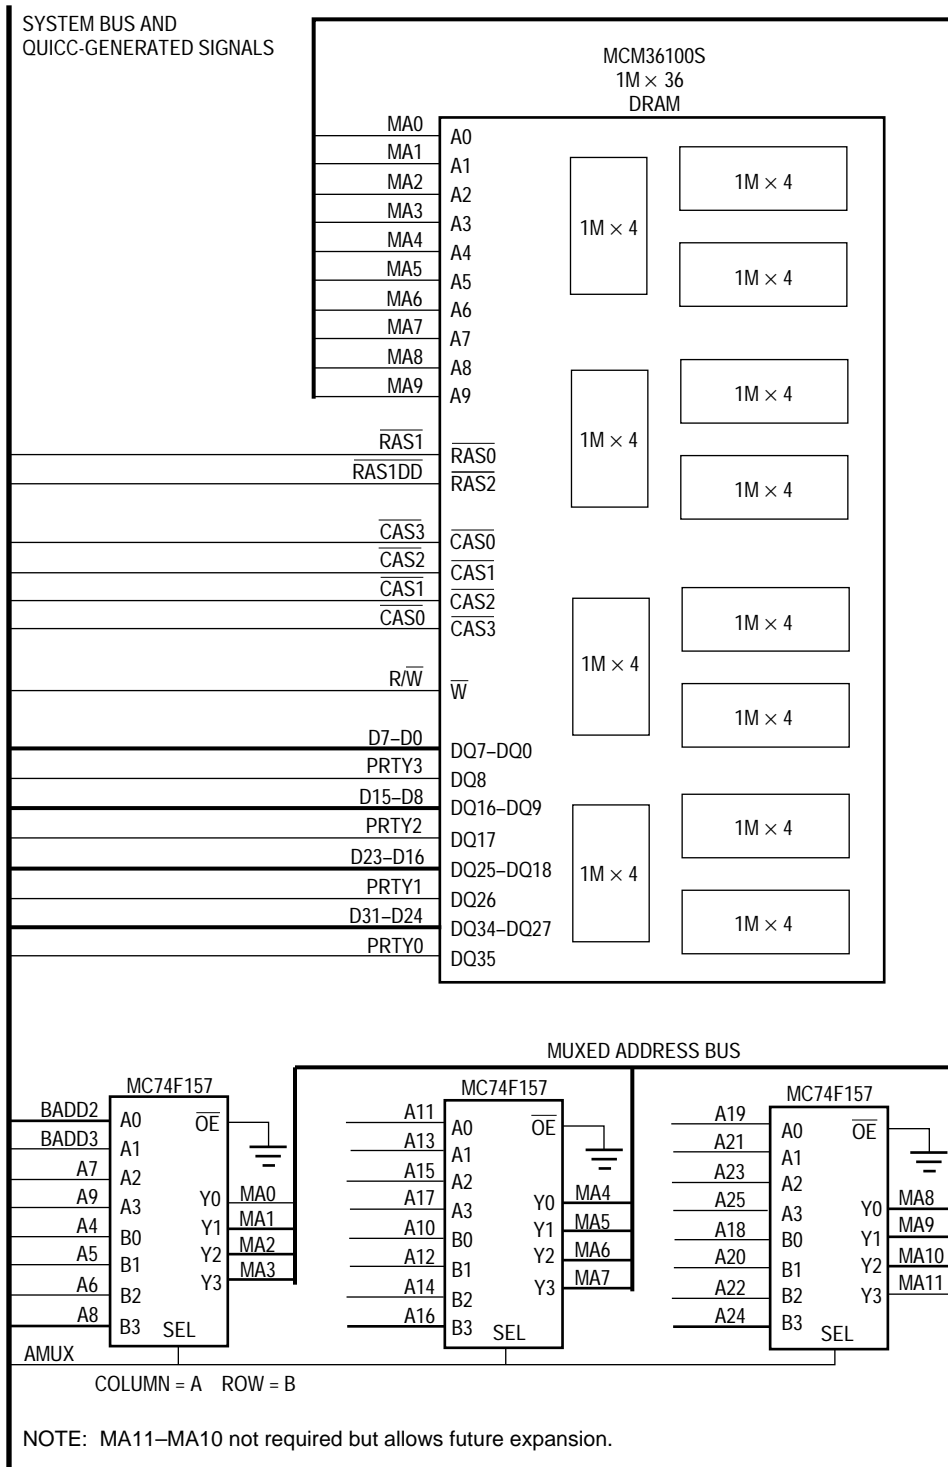 SYSTEM BUS AND
QUICC-GENERATED SIGNALS
MCM36100S
1M × 36
DRAM
MA0 A0
MA1 A1
MA2 A2
MA3 A3
MA4 A4
MA5 A5
MA6 A6
MA7 A7
MA8 A8
MA9 A9
RAS1 RAS0
RAS1DD RAS2
CAS3 CAS0
CAS2 CAS1
CAS1 CAS2
CAS0 CAS3
R/W W
D7–D0 DQ7–DQ0
PRTY3 DQ8
D15–D8 DQ16–DQ9
PRTY2 DQ17
D23–D16 DQ25–DQ18
PRTY1 DQ26
D31–D24 DQ34–DQ27
PRTY0 DQ35
1M × 4
1M × 4
1M × 4
1M × 4
1M × 4
1M × 4
1M × 4
1M × 4
1M × 4
1M × 4
1M × 4
1M × 4
MUXED ADDRESS BUS
MC74F157
BADD2 A0 OE
BADD3 A1
A7 A2
A9 A3 Y0 MA0
A4 B0 Y1 MA1
A5 B1 Y2 MA2
A6 B2 Y3 MA3
A8 B3 SEL
MC74F157
A11 A0 OE
A13 A1
A15 A2
A17 A3 Y0 MA4
A10 B0 Y1 MA5
A12 B1 Y2 MA6
A14 B2 Y3 MA7
A16 B3 SEL
MC74F157
A19 A0 OE
A21 A1
A23 A2
A25 A3 Y0 MA8
A18 B0 Y1 MA9
A20 B1 Y2 MA10
A22 B2 Y3 MA11
A24 B3 SEL
AMUX
COLUMN = A ROW = B
NOTE: MA11–MA10 not required but allows future expansion.